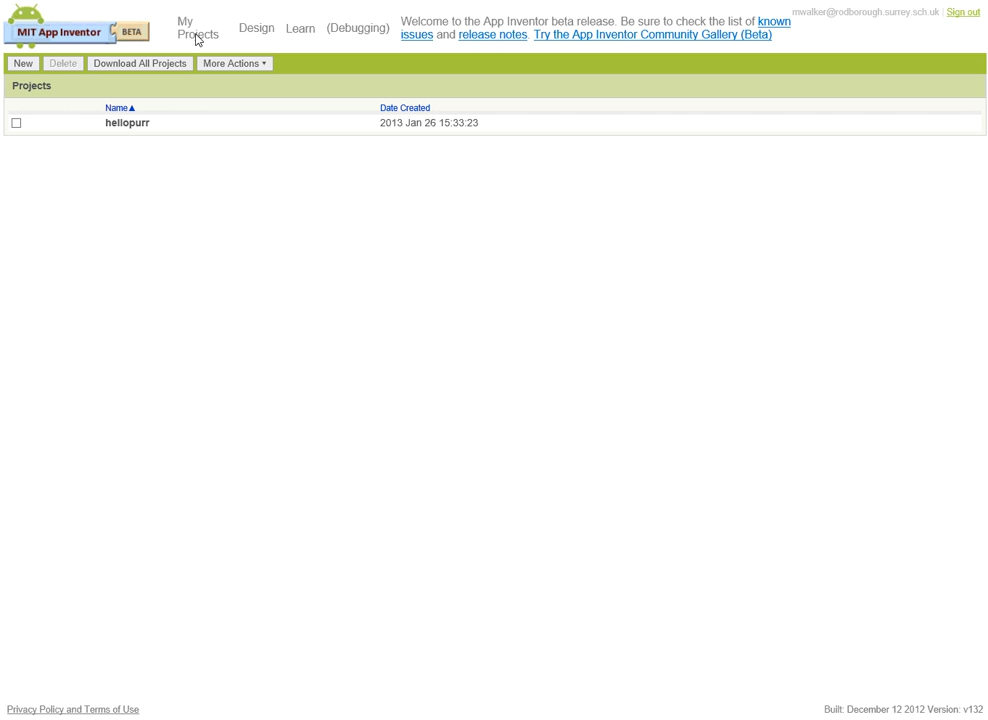 MIT App Inventor BETA
My Projects
Design
Learn
(Debugging)
Welcome to the App Inventor beta release. Be sure to check the list of known
issues and release notes. Try the App Inventor Community Gallery (Beta)
mwalker@rodborough.surrey.sch.uk | Sign out
New Delete Download All Projects More Actions ▾
Projects
Name▲ Date Created
hellopurr 2013 Jan 26 15:33:23
Privacy Policy and Terms of Use
Built: December 12 2012 Version: v132